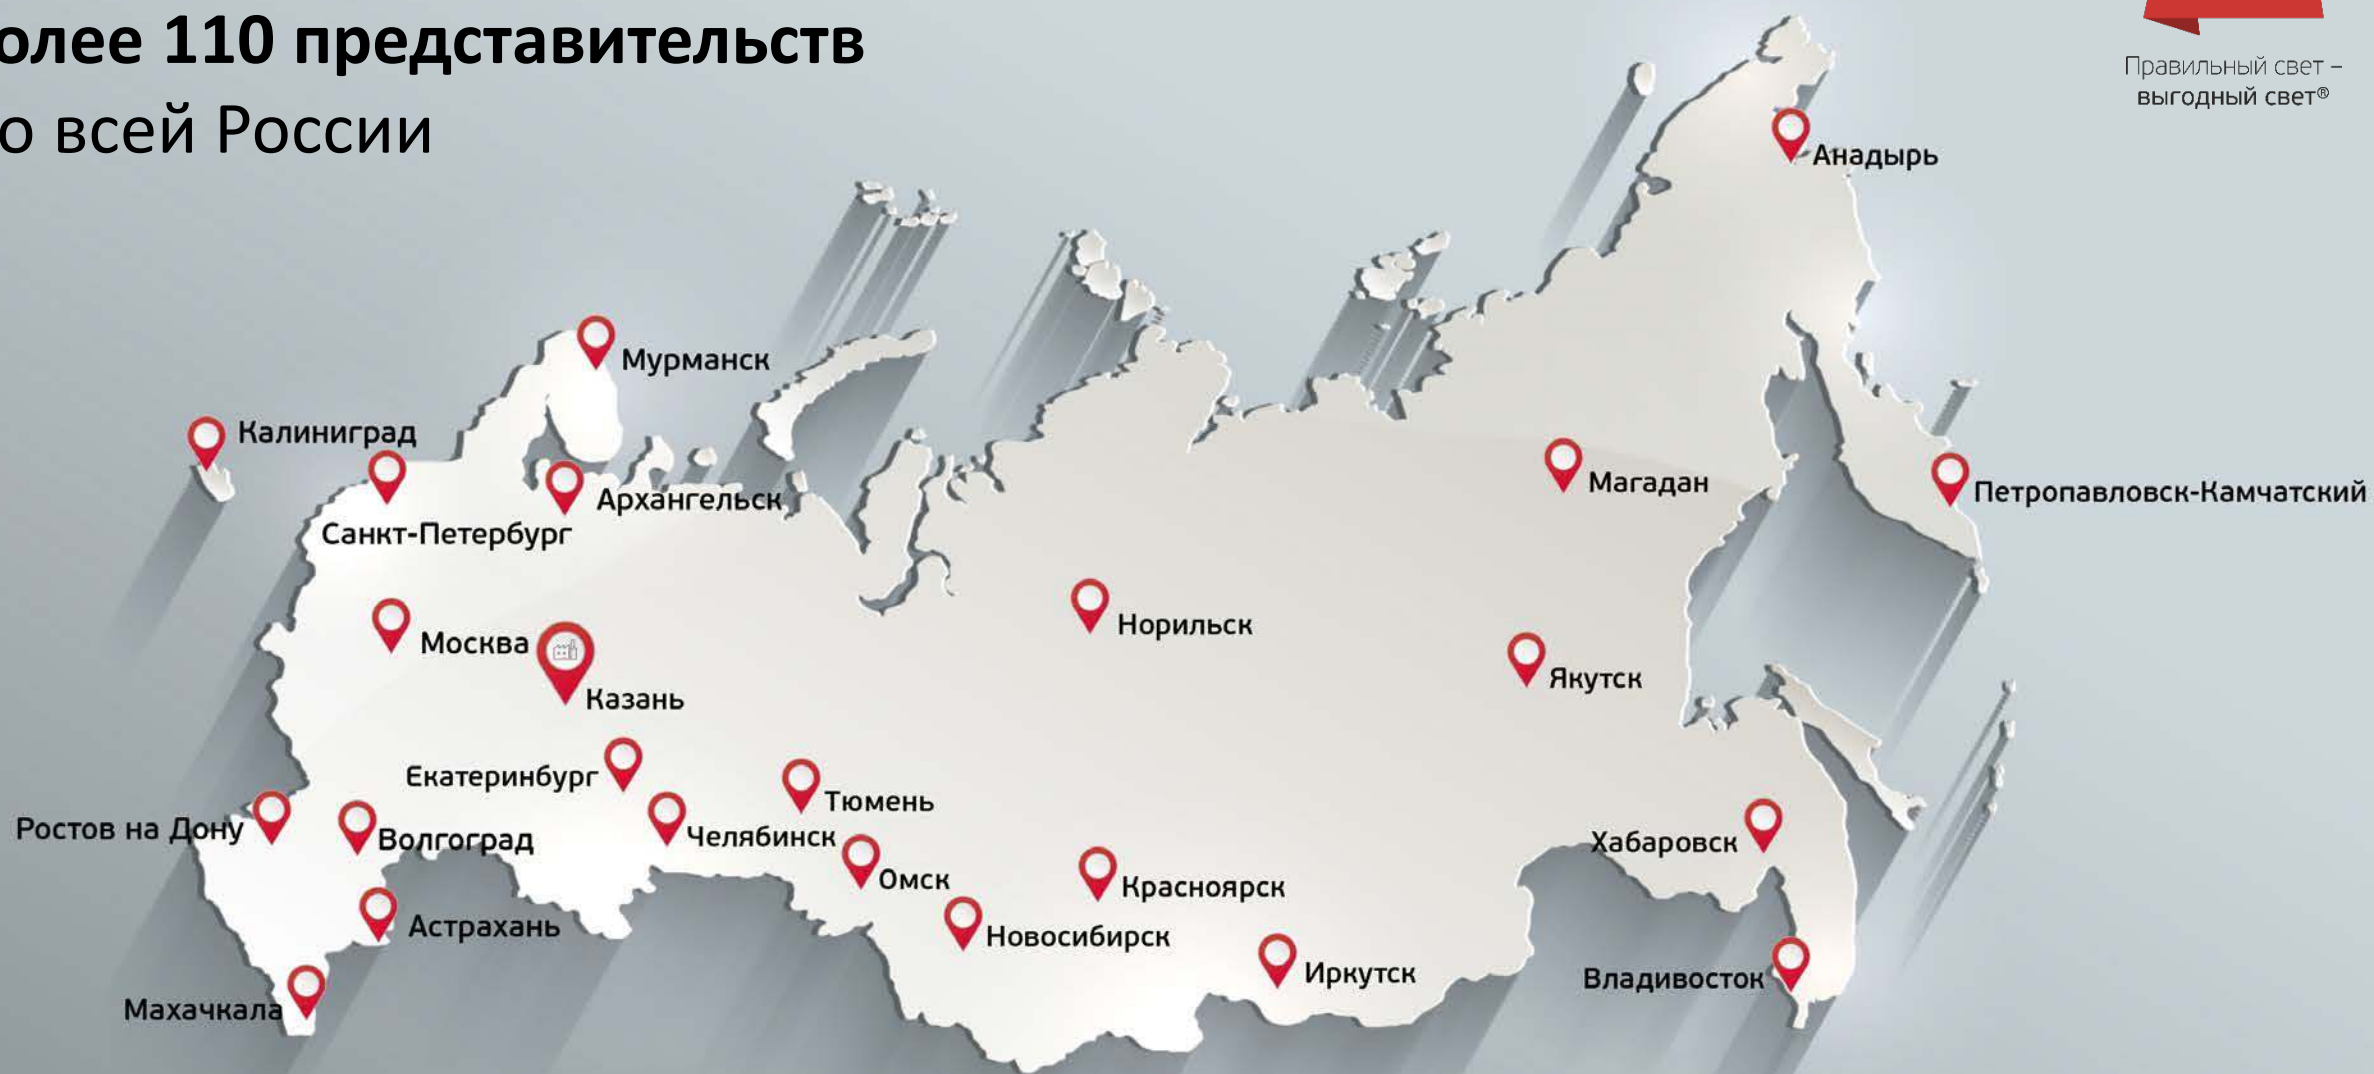 олее 110 представительств
о всей России
Правильный свет –
выгодный свет®
Анадырь
Мурманск
Калининград
Архангельск
Санкт-Петербург
Магадан
Петропавловск-Камчатский
Норильск
Москва
Якутск
Казань
Екатеринбург
Тюмень
Ростов на Дону
Волгоград
Челябинск
Хабаровск
Омск
Красноярск
Астрахань
Новосибирск
Иркутск
Владивосток
Махачкала